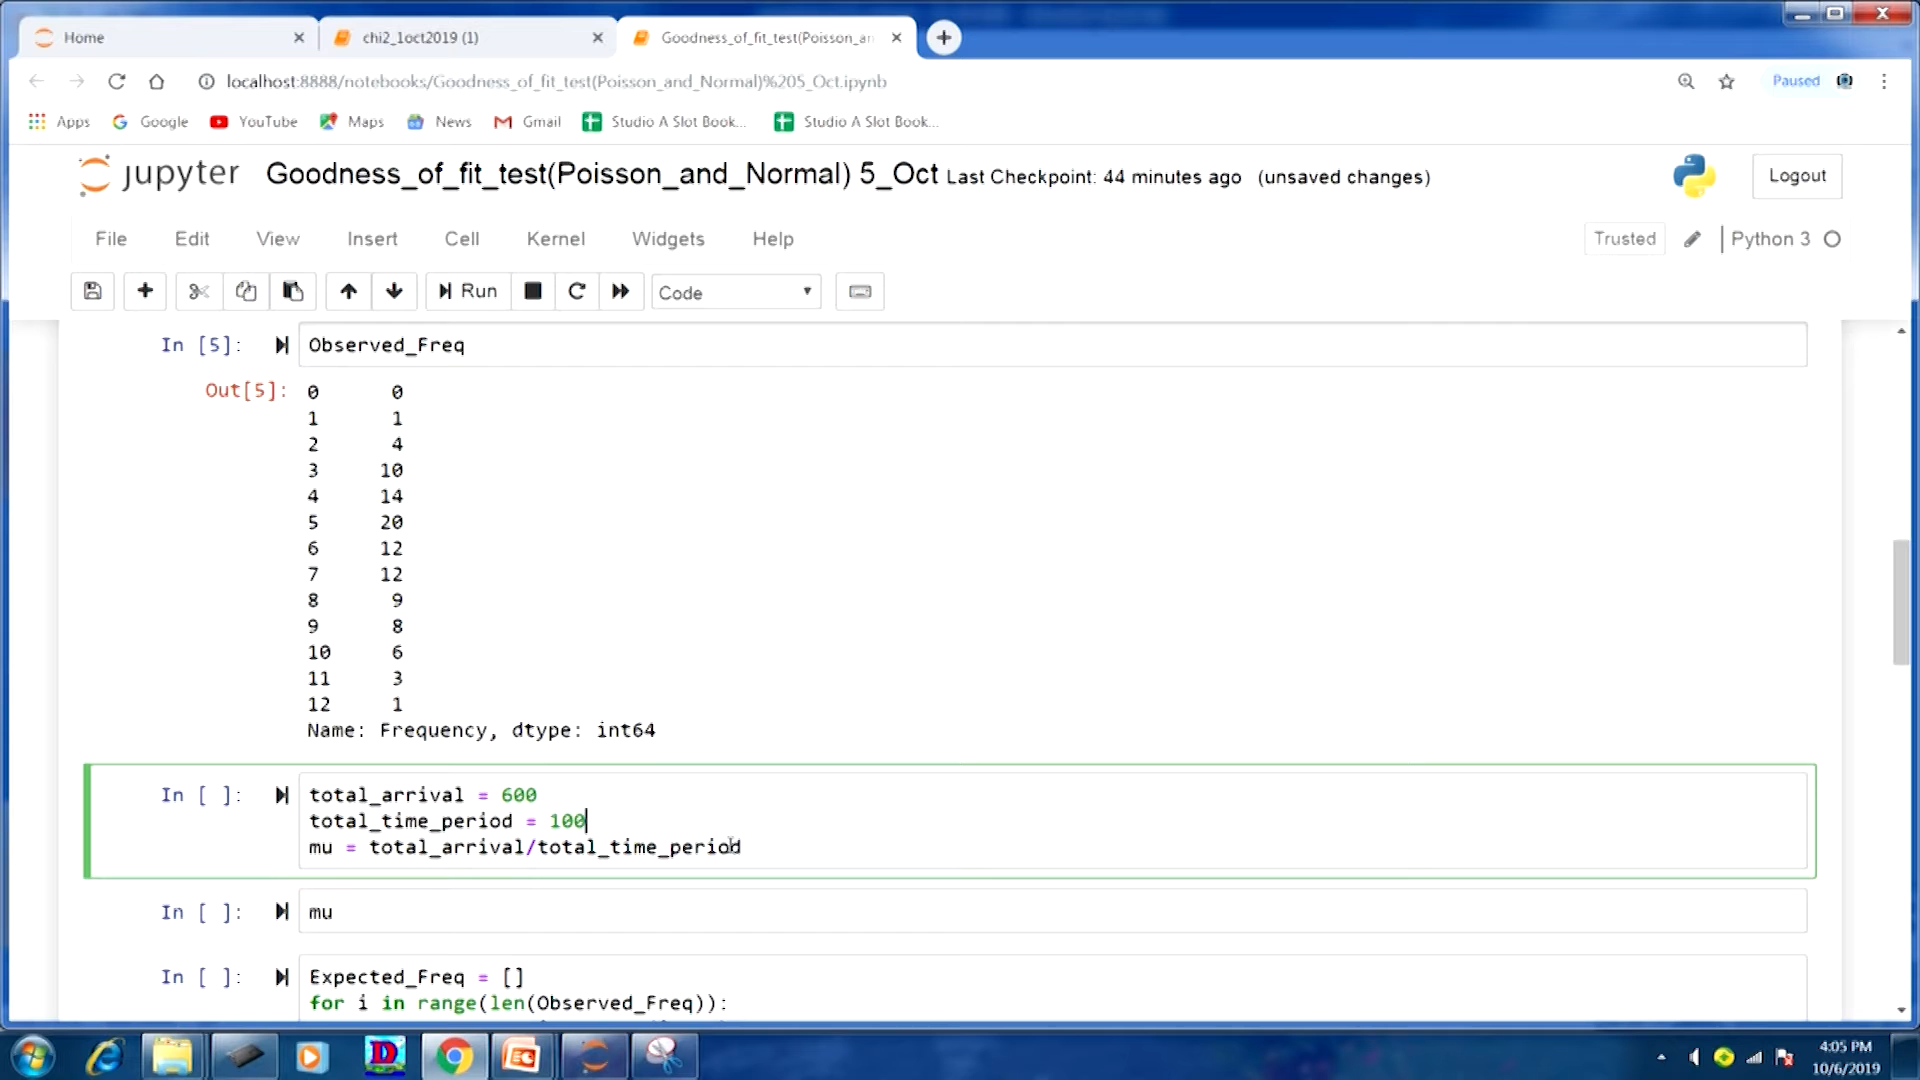 Home
chi2_1oct2019 (1)
Goodness_of_fit_test(Poisson_an
localhost:8888/notebooks/Goodness_of_fit_test(Poisson_and_Normal)%205_Oct.ipynb
Paused
Apps
Google
YouTube
Maps
News
Gmail
Studio A Slot Book...
Studio A Slot Book...
jupyter
Goodness_of_fit_test(Poisson_and_Normal) 5_Oct Last Checkpoint: 44 minutes ago (unsaved changes)
Logout
File Edit View Insert Cell Kernel Widgets Help
Trusted
Python 3
Run
Code
In [5]: Observed_Freq
Out[5]: 0 0
1 1
2 4
3 10
4 14
5 20
6 12
7 12
8 9
9 8
10 6
11 3
12 1
Name: Frequency, dtype: int64
In [ ]: total_arrival = 600
total_time_period = 100
mu = total_arrival/total_time_period
In [ ]: mu
In [ ]: Expected_Freq = []
for i in range(len(Observed_Freq)):
4:05 PM
10/6/2019